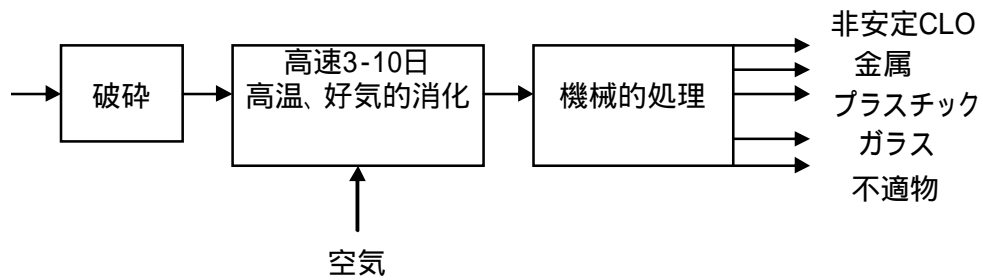 破砕
高速3-10日
高温、好気的消化
機械的処理
非安定CLO
金属
プラスチック
ガラス
不適物
空気